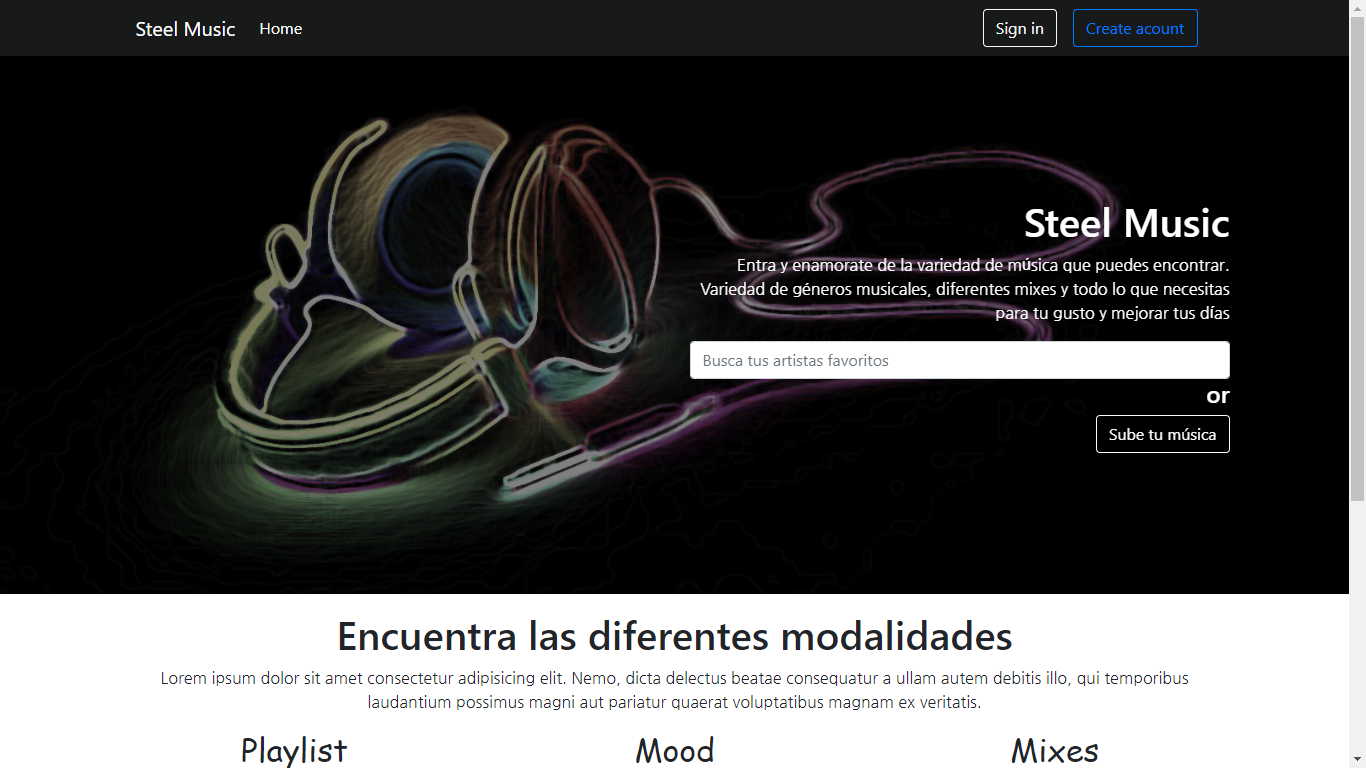 Steel Music Home Sign in Create acount
Steel Music
Entra y enamorate de la variedad de música que puedes encontrar.
Variedad de géneros musicales, diferentes mixes y todo lo que necesitas
para tu gusto y mejorar tus días
Busca tus artistas favoritos
or
Sube tu música
Encuentra las diferentes modalidades
Lorem ipsum dolor sit amet consectetur adipisicing elit. Nemo, dicta delectus beatae consequatur a ullam autem debitis illo, qui temporibus
laudantium possimus magni aut pariatur quaerat voluptatibus magnam ex veritatis.
Playlist Mood Mixes